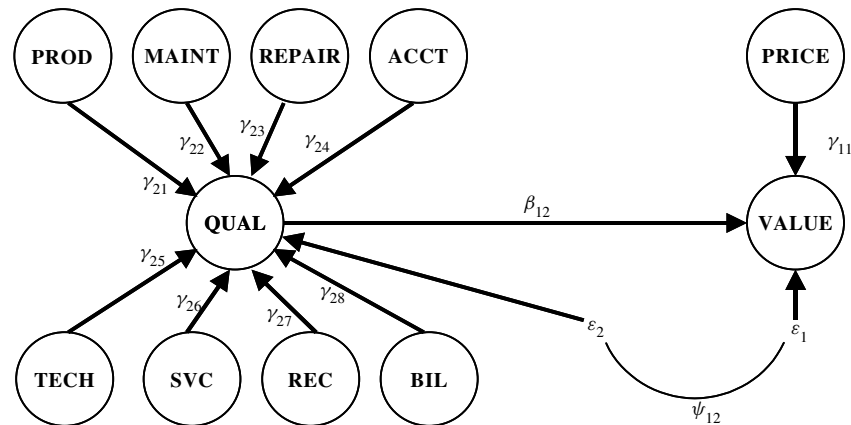 PROD MAINT REPAIR ACCT PRICE
γ22 γ23 γ24 γ11
γ21
QUAL β12 VALUE
γ25 γ26 γ27 γ28
ε2 ε1
TECH SVC REC BIL
ψ12